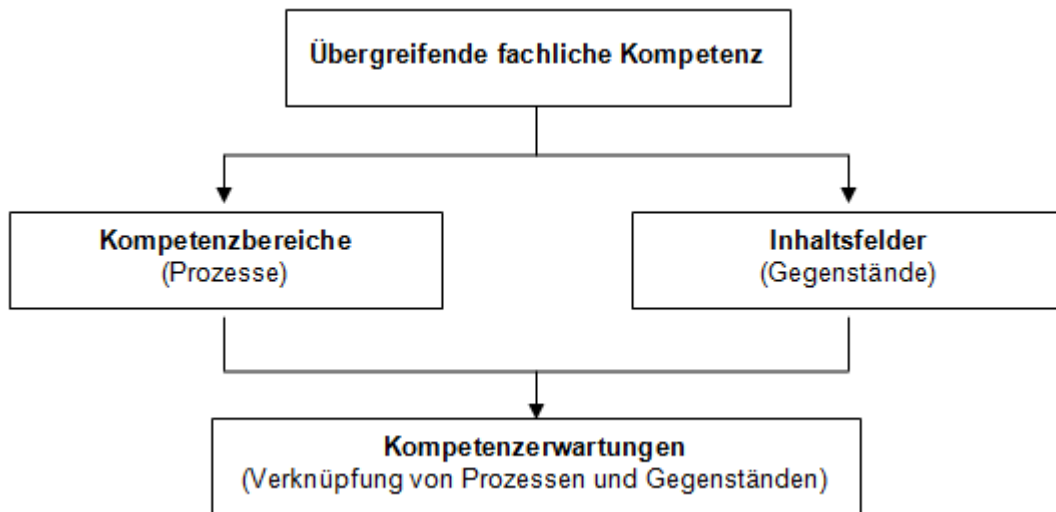 Übergreifende fachliche Kompetenz
Kompetenzbereiche
(Prozesse)
Inhaltsfelder
(Gegenstände)
Kompetenzerwartungen
(Verknüpfung von Prozessen und Gegenständen)